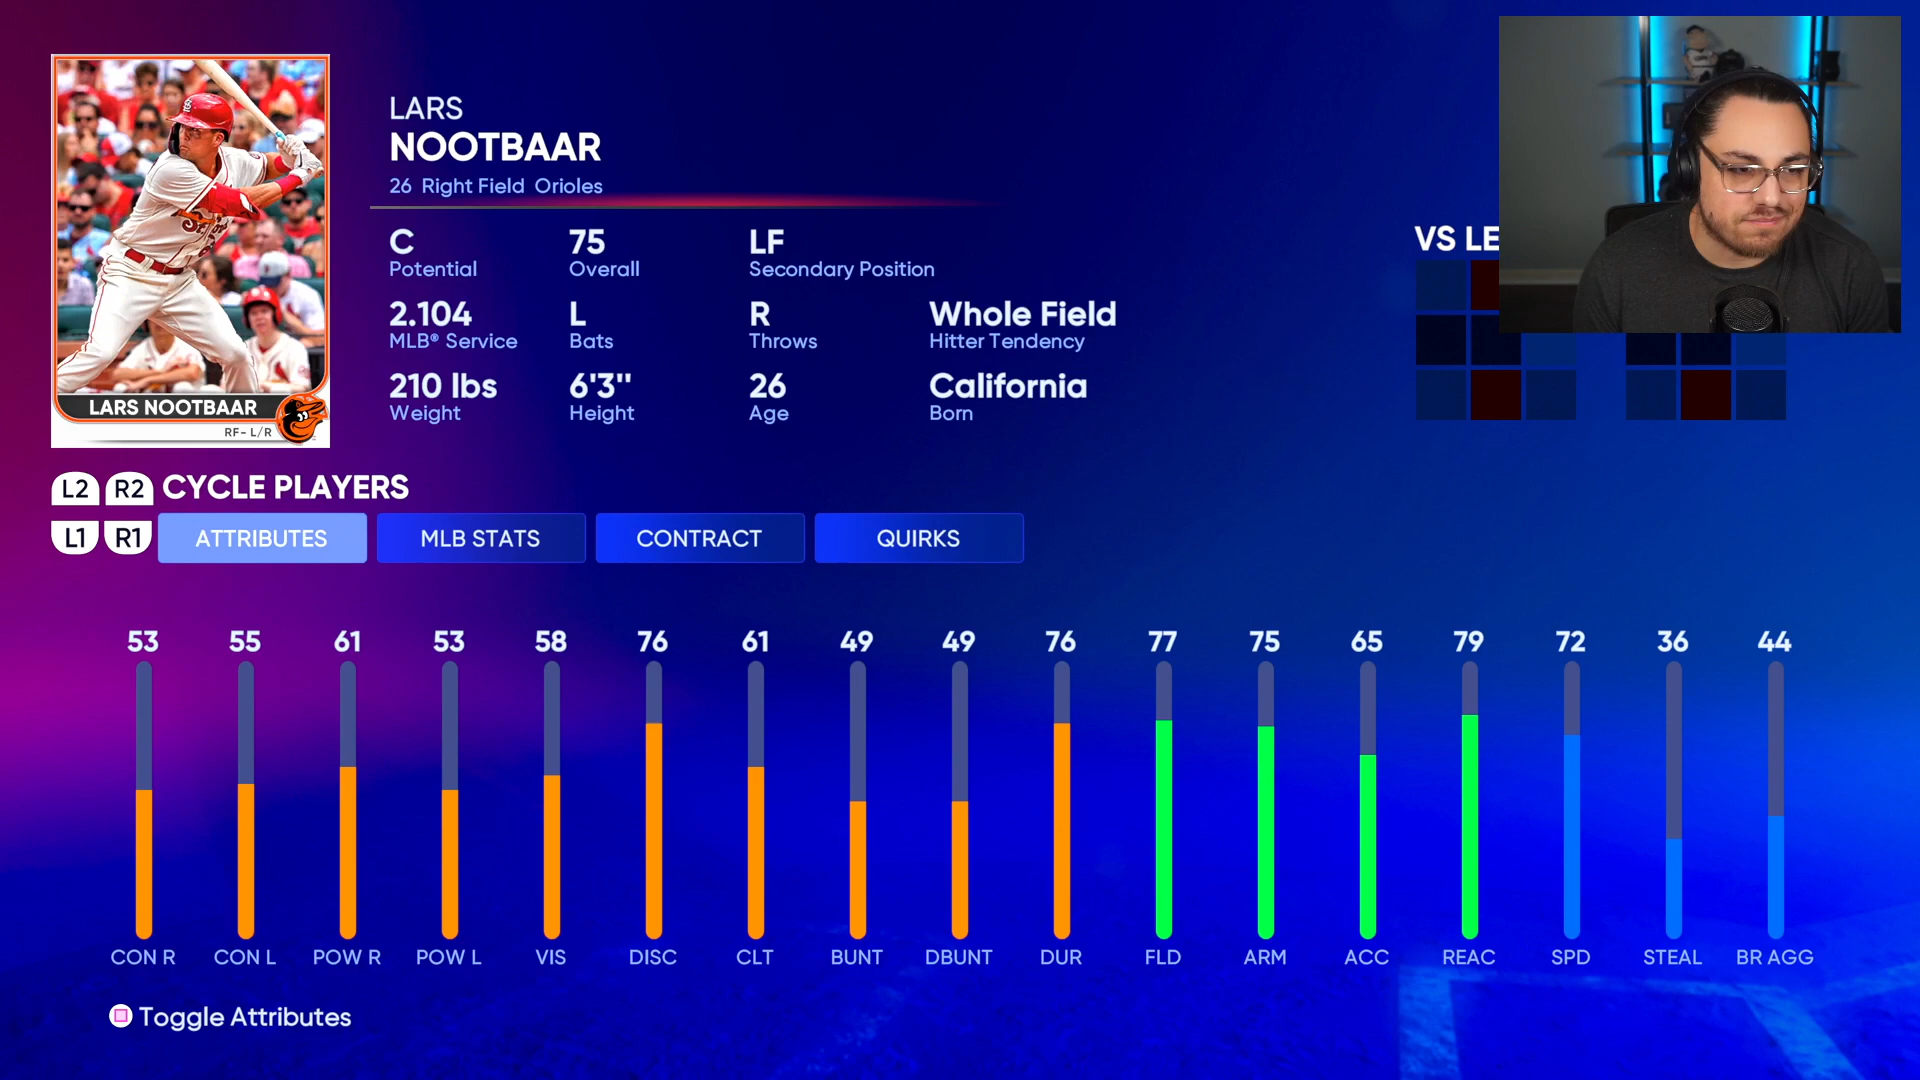 LARS
NOOTBAAR
26 Right Field Orioles
C
Potential
75
Overall
LF
Secondary Position
2.104
MLB® Service
L
Bats
R
Throws
Whole Field
Hitter Tendency
210 lbs
Weight
6'3''
Height
26
Age
California
Born
VS LE
LARS NOOTBAAR
RF- L/R
L2 R2 CYCLE PLAYERS
L1 R1 ATTRIBUTES MLB STATS CONTRACT QUIRKS
53 55 61 53 58 76 61 49 49 76 77 75 65 79 72 36 44
CON R CON L POW R POW L VIS DISC CLT BUNT DBUNT DUR FLD ARM ACC REAC SPD STEAL BR AGG
Toggle Attributes